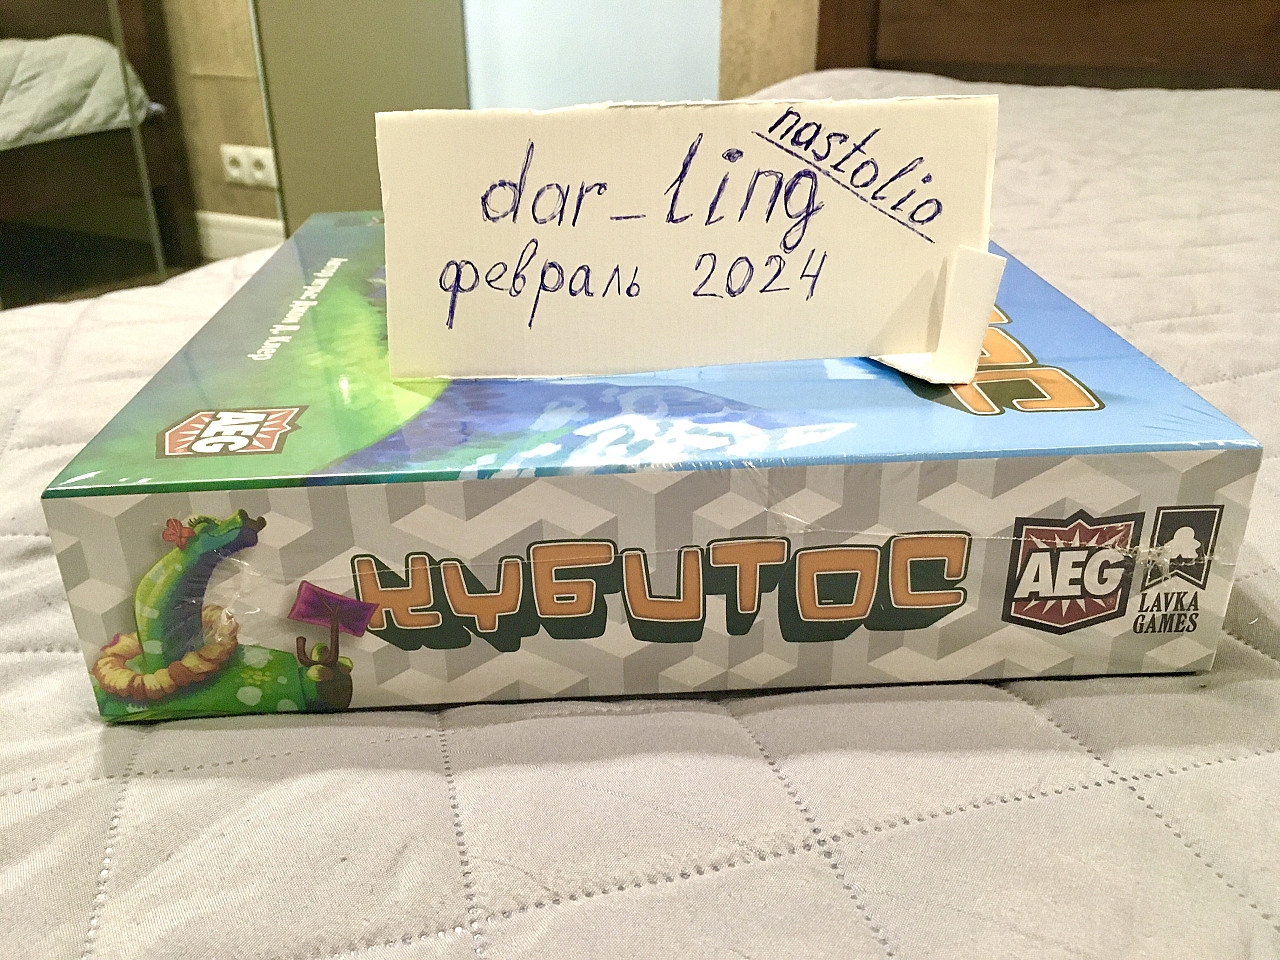 nastolio
dar_ling
февраль 2024
AEG
КУБИТОС
AEG
LAVKA
GAMES